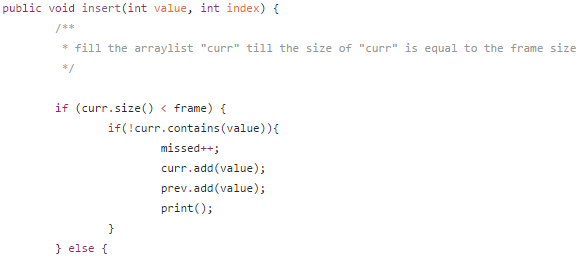 public void insert(int value, int index) {
/**
* fill the arraylist "curr" till the size of "curr" is equal to the frame size
*/
if (curr.size() < frame) {
if(!curr.contains(value)){
missed++;
curr.add(value);
prev.add(value);
print();
}
} else {